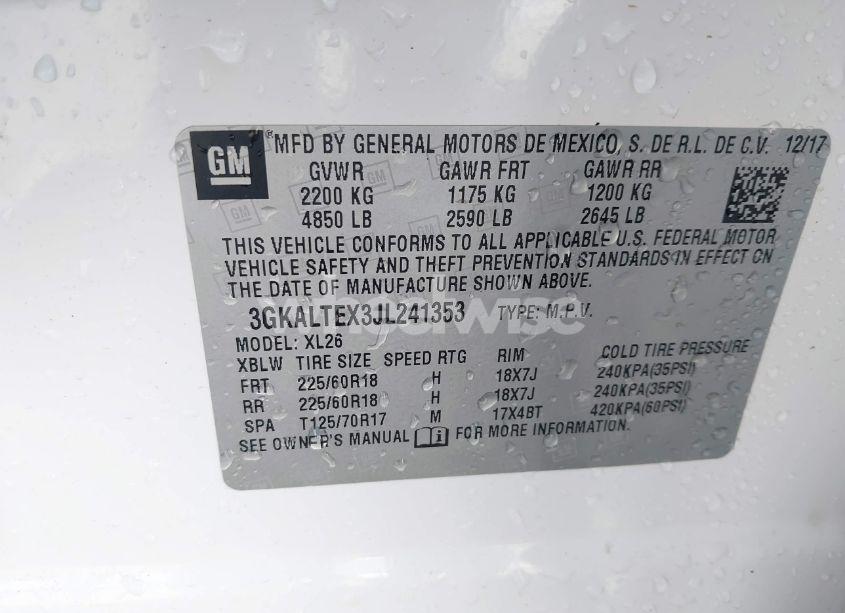 GM ® MFD BY GENERAL MOTORS DE MEXICO, S. DE R.L. DE C.V. 12/17
GVWR GAWR FRT GAWR RR
2200 KG 1175 KG 1200 KG
4850 LB 2590 LB 2645 LB
THIS VEHICLE CONFORMS TO ALL APPLICABLE U.S. FEDERAL MOTOR
VEHICLE SAFETY AND THEFT PREVENTION STANDARDS IN EFFECT ON
THE DATE OF MANUFACTURE SHOWN ABOVE.
3GKALTEX3JL241353 TYPE: M.P.V.
MODEL: XL26
XBLW TIRE SIZE SPEED RTG RIM COLD TIRE PRESSURE
FRT 225/60R18 H 18X7J 240KPA(35PSI)
RR 225/60R18 H 18X7J 240KPA(35PSI)
SPA T125/70R17 M 17X4BT 420KPA(60PSI)
SEE OWNER'S MANUAL i FOR MORE INFORMATION.